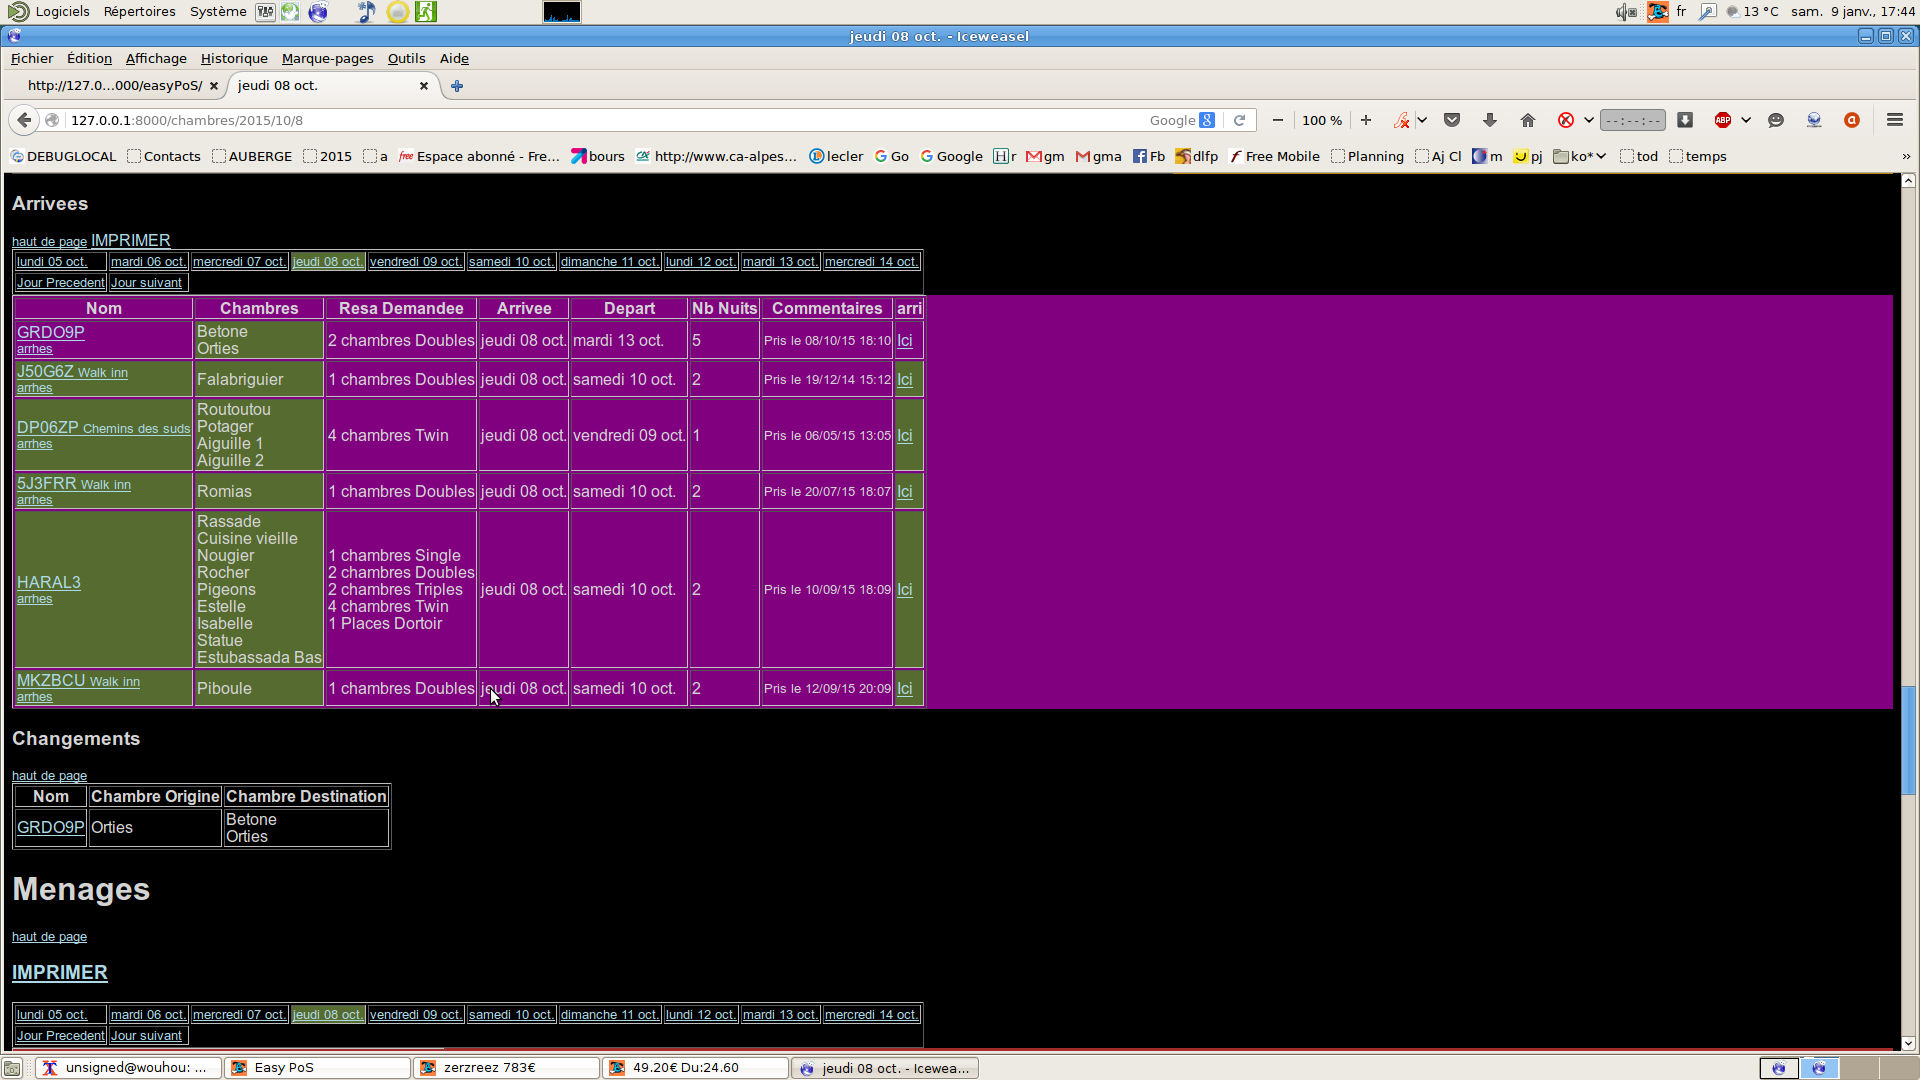 Logiciels Répertoires Système fr 13 °C sam. 9 janv., 17:44
jeudi 08 oct. - Iceweasel
Fichier Édition Affichage Historique Marque-pages Outils Aide
http://127.0...000/easyPoS/ jeudi 08 oct.
127.0.0.1:8000/chambres/2015/10/8 Google 8 100 % --:--:-- ABP a
DEBUGLOCAL Contacts AUBERGE 2015 a free Espace abonné - Fre... bours http://www.ca-alpes... lecler Go Google H r gm gma Fb dlfp Free Mobile Planning Aj Cl m pj ko* tod temps »
Arrivees
haut de page IMPRIMER
lundi 05 oct. mardi 06 oct. mercredi 07 oct. jeudi 08 oct. vendredi 09 oct. samedi 10 oct. dimanche 11 oct. lundi 12 oct. mardi 13 oct. mercredi 14 oct.
Jour Precedent Jour suivant
Nom Chambres Resa Demandee Arrivee Depart Nb Nuits Commentaires arri
GRDO9P arrhes Betone Orties 2 chambres Doubles jeudi 08 oct. mardi 13 oct. 5 Pris le 08/10/15 18:10 Ici
J50G6Z Walk inn arrhes Falabriguier 1 chambres Doubles jeudi 08 oct. samedi 10 oct. 2 Pris le 19/12/14 15:12 Ici
DP06ZP Chemins des suds arrhes Routoutou Potager Aiguille 1 Aiguille 2 4 chambres Twin jeudi 08 oct. vendredi 09 oct. 1 Pris le 06/05/15 13:05 Ici
5J3FRR Walk inn arrhes Romias 1 chambres Doubles jeudi 08 oct. samedi 10 oct. 2 Pris le 20/07/15 18:07 Ici
HARAL3 arrhes Rassade Cuisine vieille Nougier Rocher Pigeons Estelle Isabelle Statue Estubassada Bas 1 chambres Single 2 chambres Doubles 2 chambres Triples 4 chambres Twin 1 Places Dortoir jeudi 08 oct. samedi 10 oct. 2 Pris le 10/09/15 18:09 Ici
MKZBCU Walk inn arrhes Piboule 1 chambres Doubles jeudi 08 oct. samedi 10 oct. 2 Pris le 12/09/15 20:09 Ici
Changements
haut de page
Nom Chambre Origine Chambre Destination
GRDO9P Orties Betone Orties
Menages
haut de page
IMPRIMER
lundi 05 oct. mardi 06 oct. mercredi 07 oct. jeudi 08 oct. vendredi 09 oct. samedi 10 oct. dimanche 11 oct. lundi 12 oct. mardi 13 oct. mercredi 14 oct.
Jour Precedent Jour suivant
unsigned@wouhou: ... Easy PoS zerzreez 783€ 49.20€ Du:24.60 jeudi 08 oct. - Icewea...